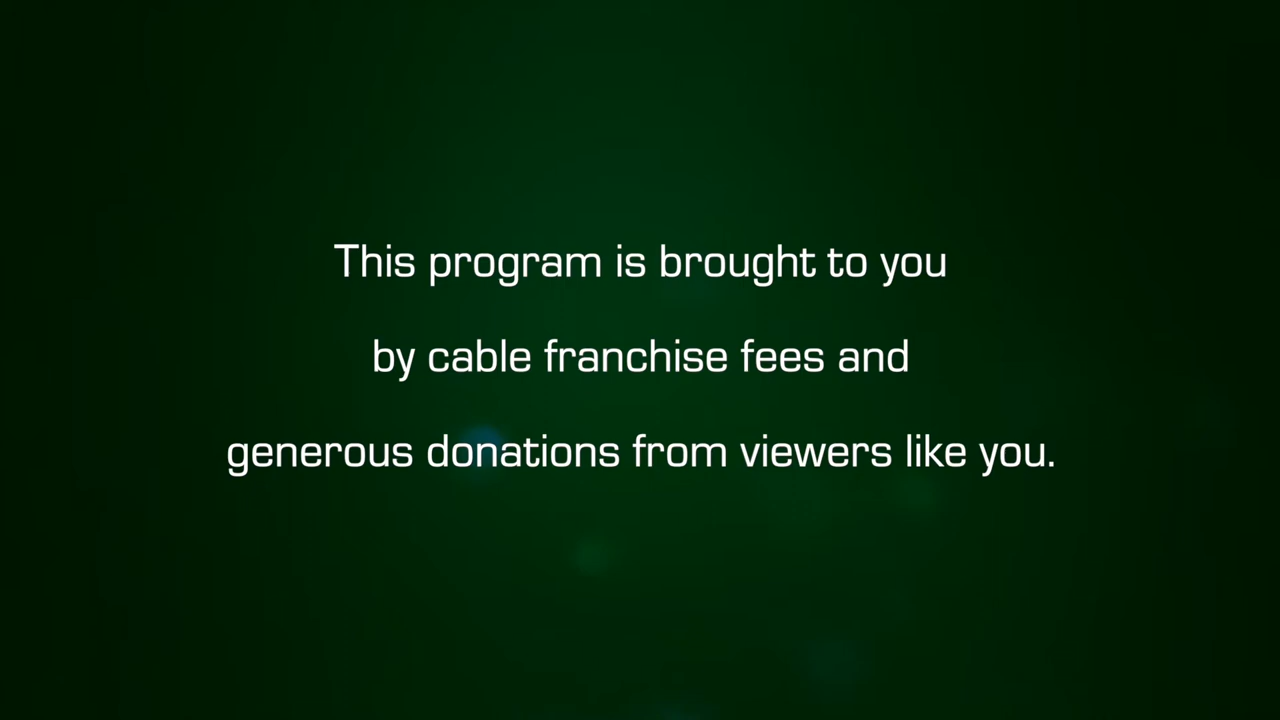 This program is brought to you
by cable franchise fees and
generous donations from viewers like you.